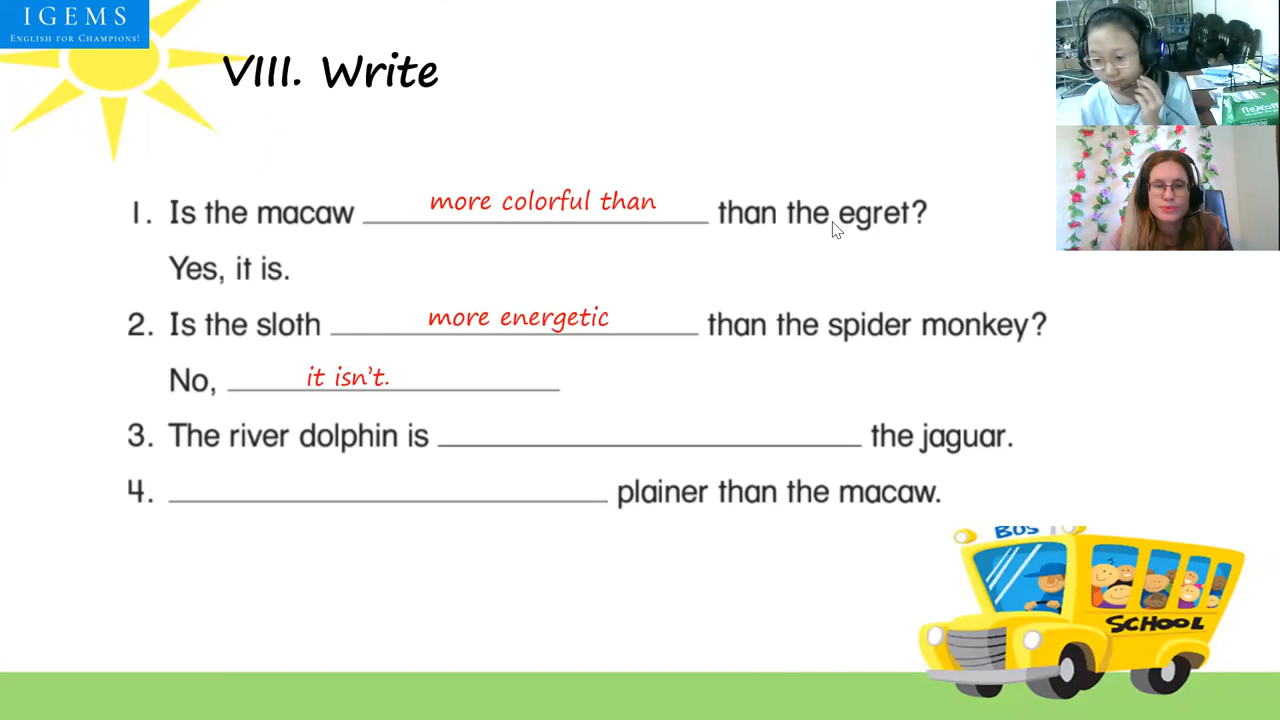 IGEMS
ENGLISH FOR CHAMPIONS!
VIII. Write
1. Is the macaw more colorful than than the egret?
Yes, it is.
2. Is the sloth more energetic than the spider monkey?
No, it isn't.
3. The river dolphin is the jaguar.
4. plainer than the macaw.
BUS
SCHOOL